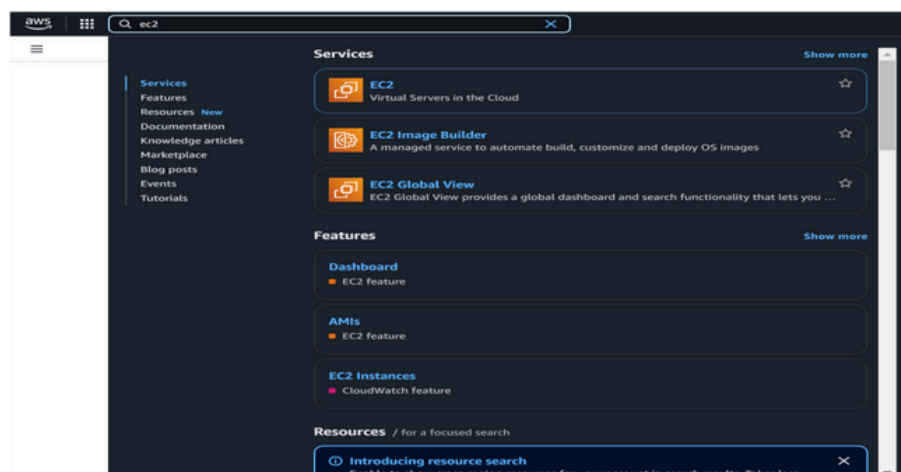 aws
ec2
Services
Features
Resources New
Documentation
Knowledge articles
Marketplace
Blog posts
Events
Tutorials
Services
Show more
EC2
Virtual Servers in the Cloud
EC2 Image Builder
A managed service to automate build, customize and deploy OS images
EC2 Global View
EC2 Global View provides a global dashboard and search functionality that lets you ...
Features
Show more
Dashboard
EC2 feature
AMIs
EC2 feature
EC2 Instances
CloudWatch feature
Resources / for a focused search
Introducing resource search